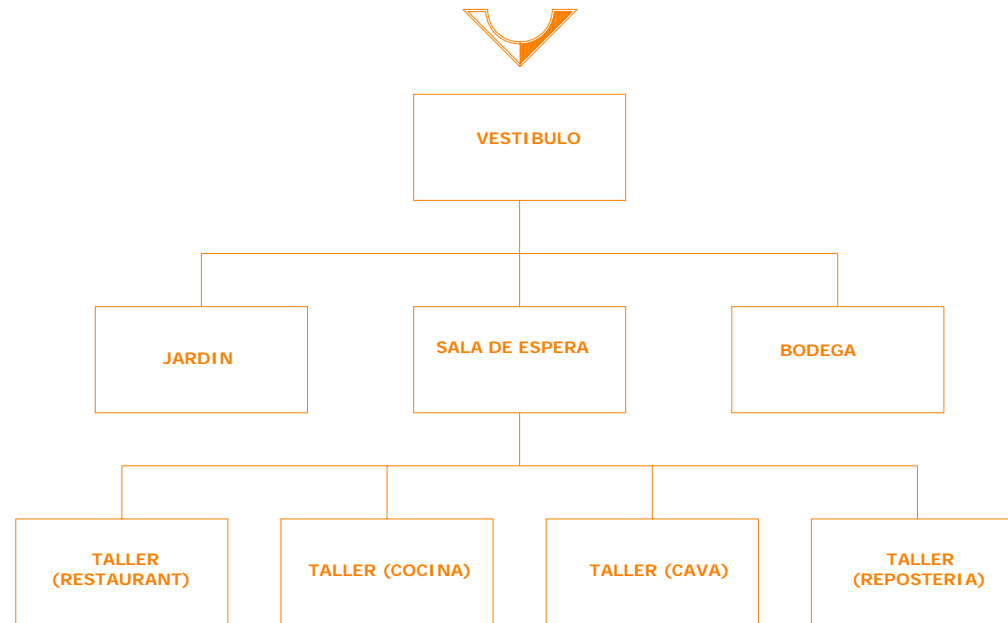 VESTIBULO
JARDIN
SALA DE ESPERA
BODEGA
TALLER
(RESTAURANT)
TALLER (COCINA)
TALLER (CAVA)
TALLER
(REPOSTERIA)